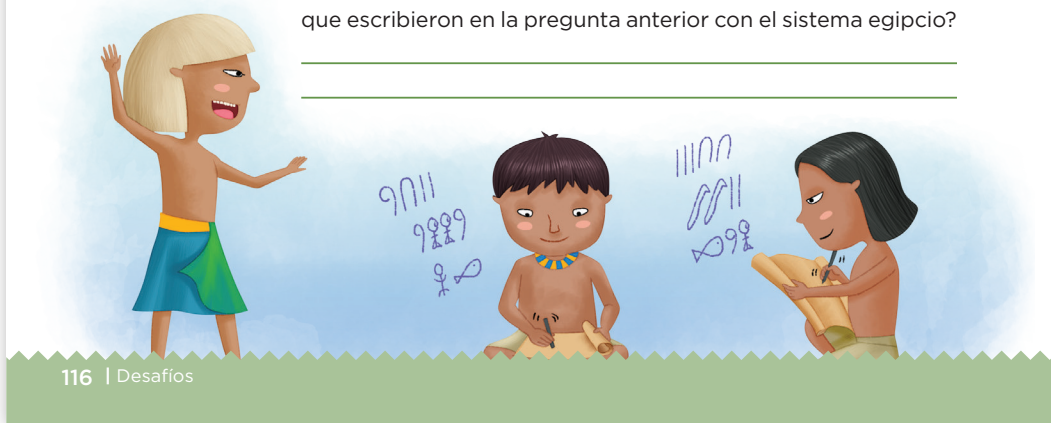 que escribieron en la pregunta anterior con el sistema egipcio?
116 | Desafíos